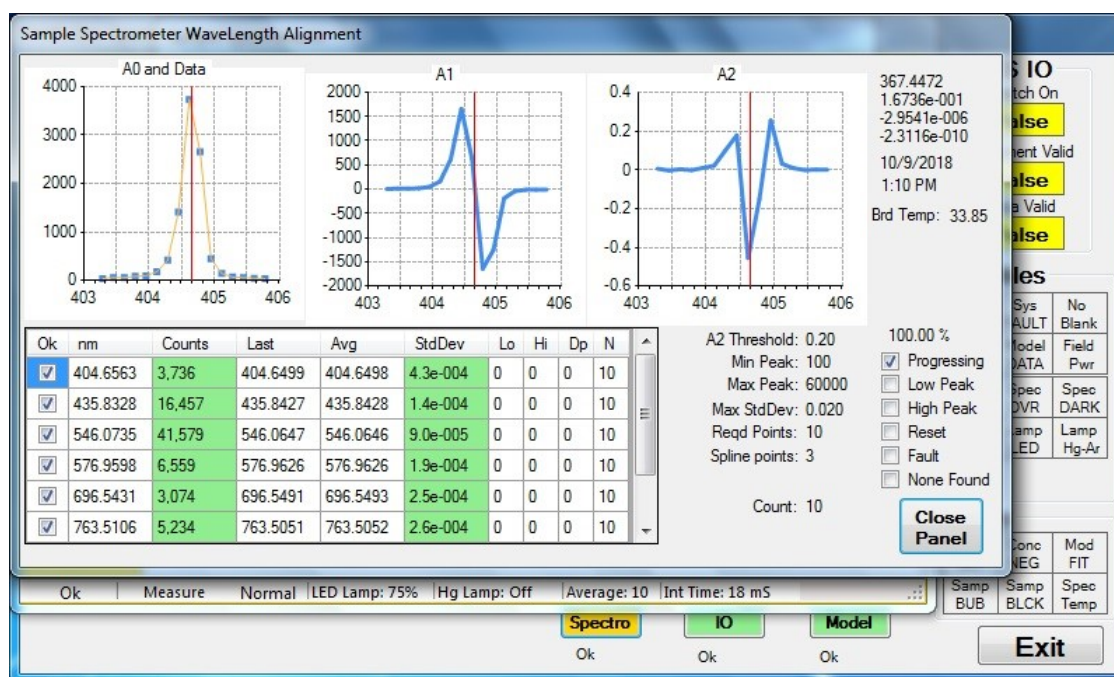 Sample Spectrometer WaveLength Alignment
A0 and Data
4000
3000
2000
1000
0
403 404 405 406
A1
2000
1500
1000
500
0
-500
-1000
-1500
-2000
403 404 405 406
A2
0.4
0.2
0
-0.2
-0.4
-0.6
403 404 405 406
367.4472
1.6736e-001
-2.9541e-006
-2.3116e-010
10/9/2018
1:10 PM
Brd Temp: 33.85
Ok nm Counts Last Avg StdDev Lo Hi Dp N
404.6563 3,736 404.6499 404.6498 4.3e-004 0 0 0 10
435.8328 16,457 435.8427 435.8428 1.4e-004 0 0 0 10
546.0735 41,579 546.0647 546.0646 9.0e-005 0 0 0 10
576.9598 6,559 576.9626 576.9626 1.9e-004 0 0 0 10
696.5431 3,074 696.5491 696.5493 2.5e-004 0 0 0 10
763.5106 5,234 763.5051 763.5052 2.6e-004 0 0 0 10
A2 Threshold: 0.20
Min Peak: 100
Max Peak: 60000
Max StdDev: 0.020
Reqd Points: 10
Spline points: 3
Count: 10
100.00 %
Progressing
Low Peak
High Peak
Reset
Fault
None Found
Close
Panel
IO
On
Valid
Valid
Sys No
Blank
Field
Pwr
Spec Spec
DARK
Lamp
LED Hg-Ar
Mod
FIT
Samp Samp Spec
BUB BLCK Temp
Ok Measure Normal LED Lamp: 75% Hg Lamp: Off Average: 10 Int Time: 18 mS
Spectro IO Model
Ok Ok Ok
Exit